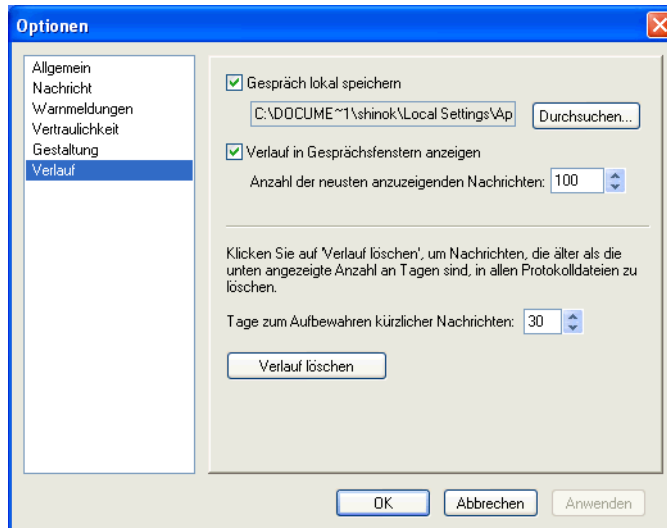 Optionen
Allgemein
Nachricht
Warnmeldungen
Vertraulichkeit
Gestaltung
Verlauf
Gespräch lokal speichern
C:\DOCUME~1\shinok\Local Settings\Ap
Durchsuchen...
Verlauf in Gesprächsfenstern anzeigen
Anzahl der neusten anzuzeigenden Nachrichten: 100
Klicken Sie auf 'Verlauf löschen', um Nachrichten, die älter als die
unten angezeigte Anzahl an Tagen sind, in allen Protokolldateien zu
löschen.
Tage zum Aufbewahren kürzlicher Nachrichten: 30
Verlauf löschen
OK
Abbrechen
Anwenden